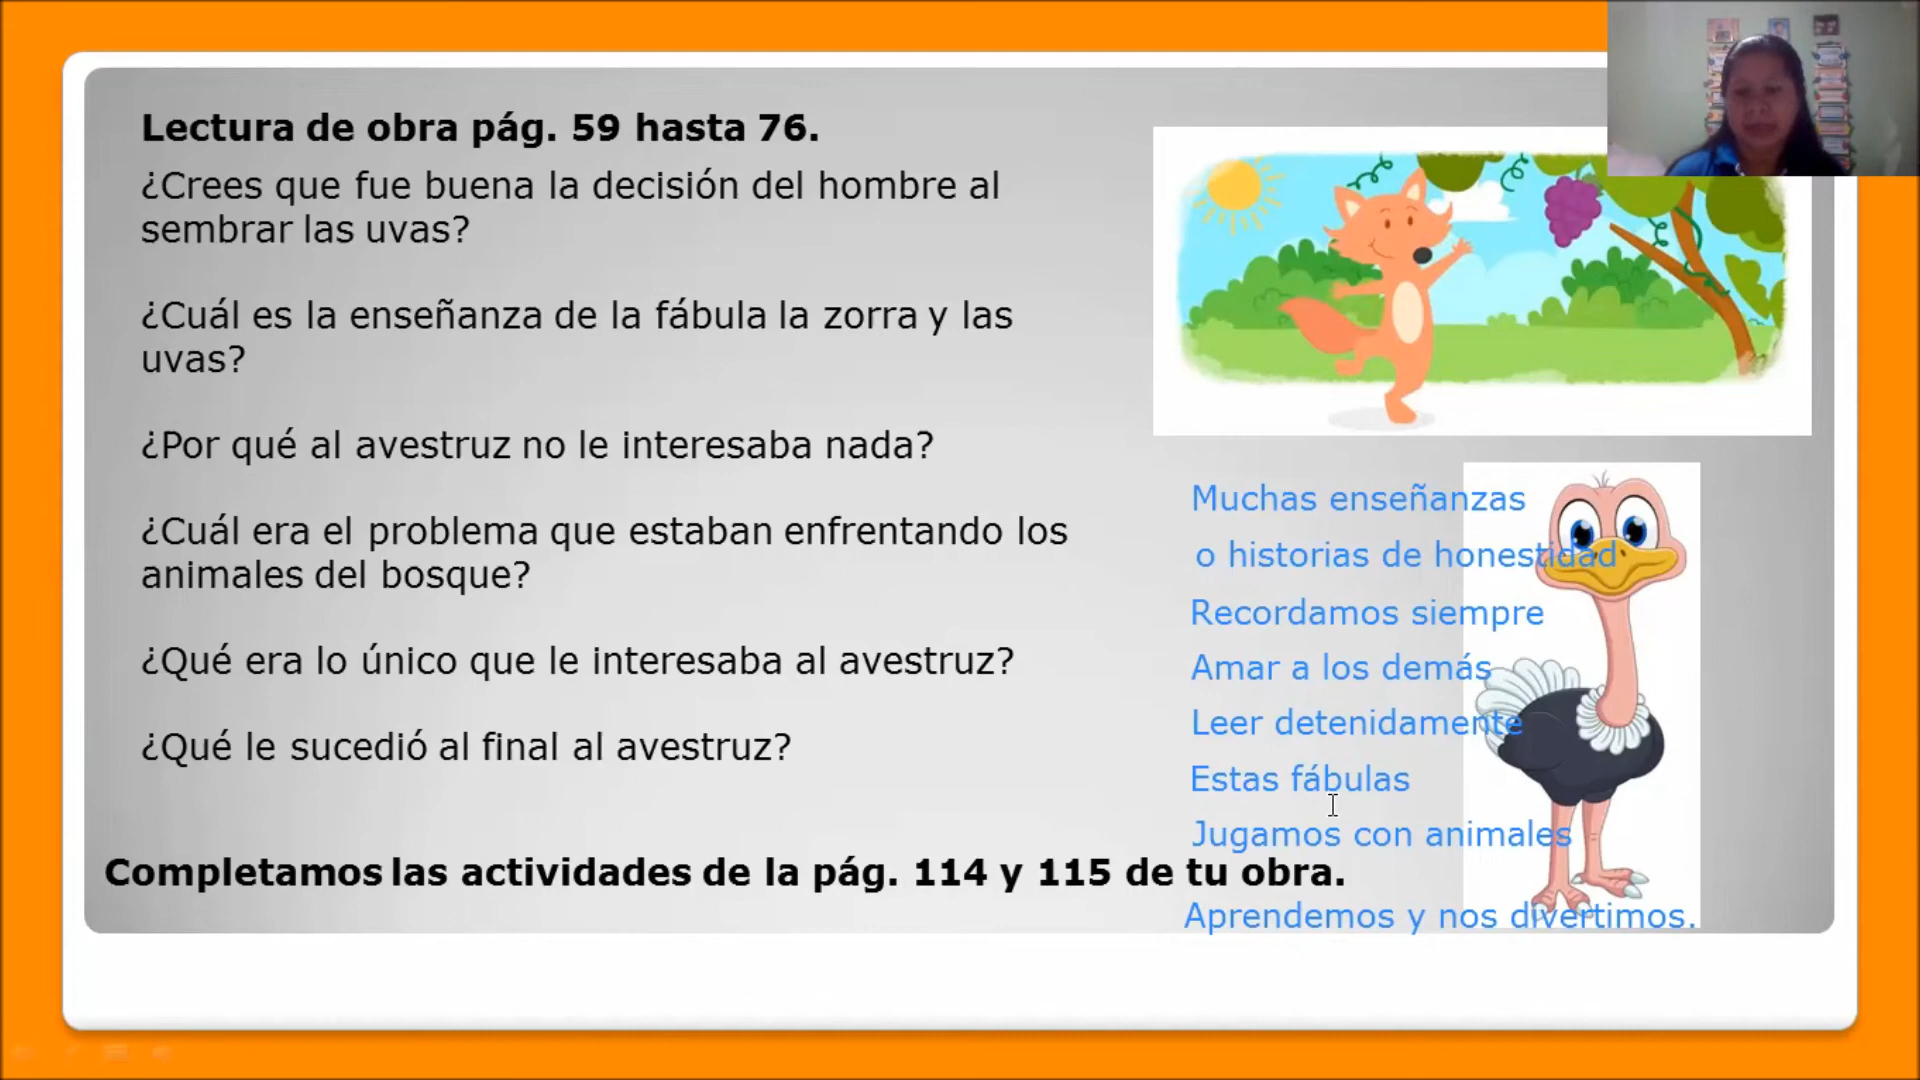 Lectura de obra pág. 59 hasta 76.
¿Crees que fue buena la decisión del hombre al
sembrar las uvas?
¿Cuál es la enseñanza de la fábula la zorra y las
uvas?
¿Por qué al avestruz no le interesaba nada?
¿Cuál era el problema que estaban enfrentando los
animales del bosque?
¿Qué era lo único que le interesaba al avestruz?
¿Qué le sucedió al final al avestruz?
Completamos las actividades de la pág. 114 y 115 de tu obra.
Muchas enseñanzas
o historias de honestidad
Recordamos siempre
Amar a los demás
Leer detenidamente
Estas fábulas
Jugamos con animales
Aprendemos y nos divertimos.